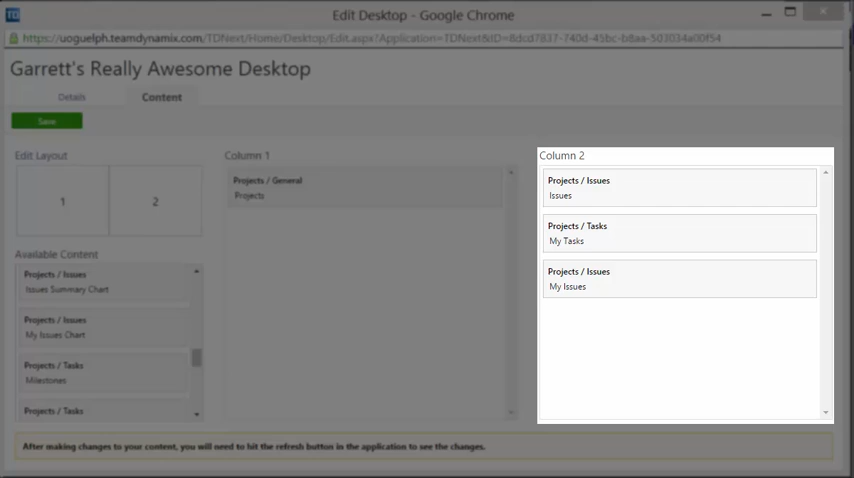 TD
Edit Desktop - Google Chrome
https://uoguelph.teamdynamix.com/TDNext/Home/Desktop/Edit.aspx?Application=TDNext&ID=8dcd7837-740d-45bc-b8aa-503034a00f54
Garrett's Really Awesome Desktop
Details
Content
Save
Edit Layout
1
2
Available Content
Projects / Issues
Issues Summary Chart
Projects / Issues
My Issues Chart
Projects / Tasks
Milestones
Projects / Tasks
Column 1
Projects / General
Projects
Column 2
Projects / Issues
Issues
Projects / Tasks
My Tasks
Projects / Issues
My Issues
After making changes to your content, you will need to hit the refresh button in the application to see the changes.